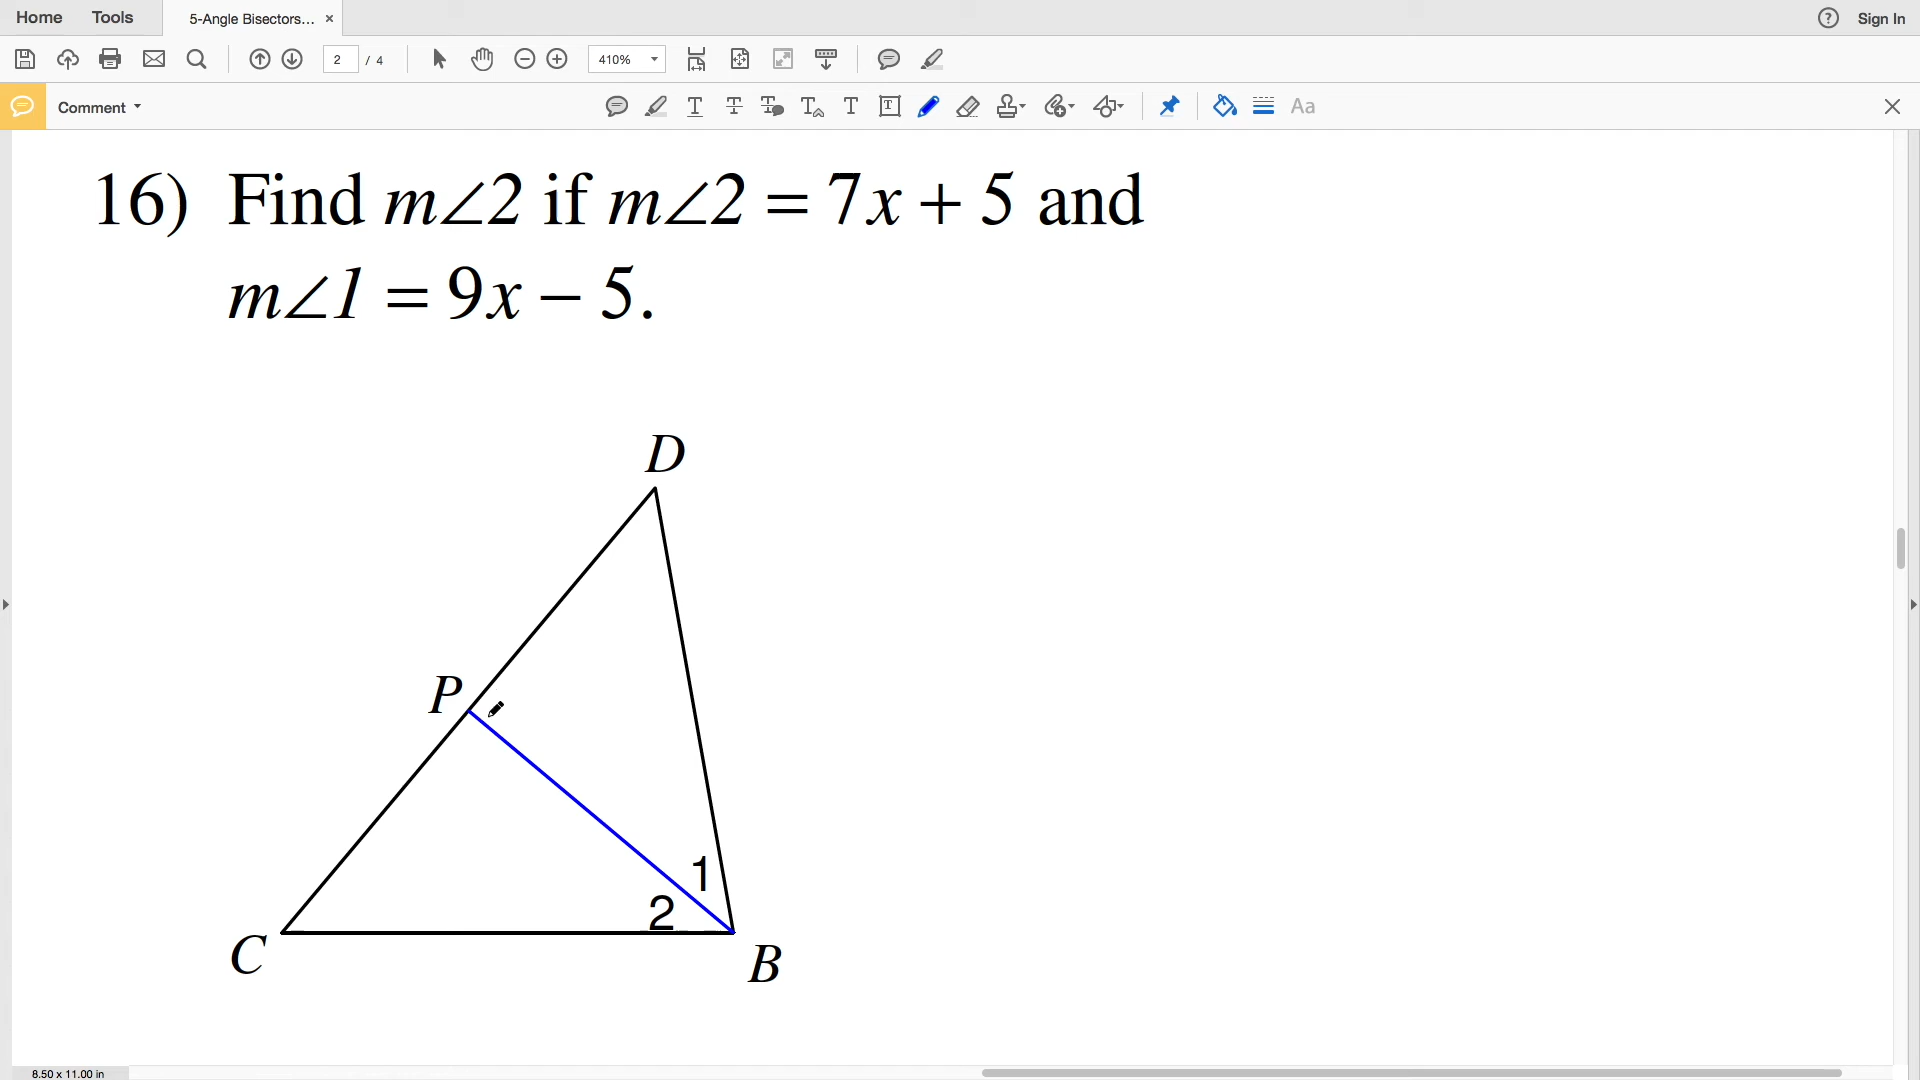 Home Tools 5-Angle Bisectors... × ? Sign In
2 / 4 410%
Comment T T T T T T Aa
16) Find m∠2 if m∠2 = 7x + 5 and
m∠1 = 9x − 5.
D
P
1
2
C
B
8.50 x 11.00 in